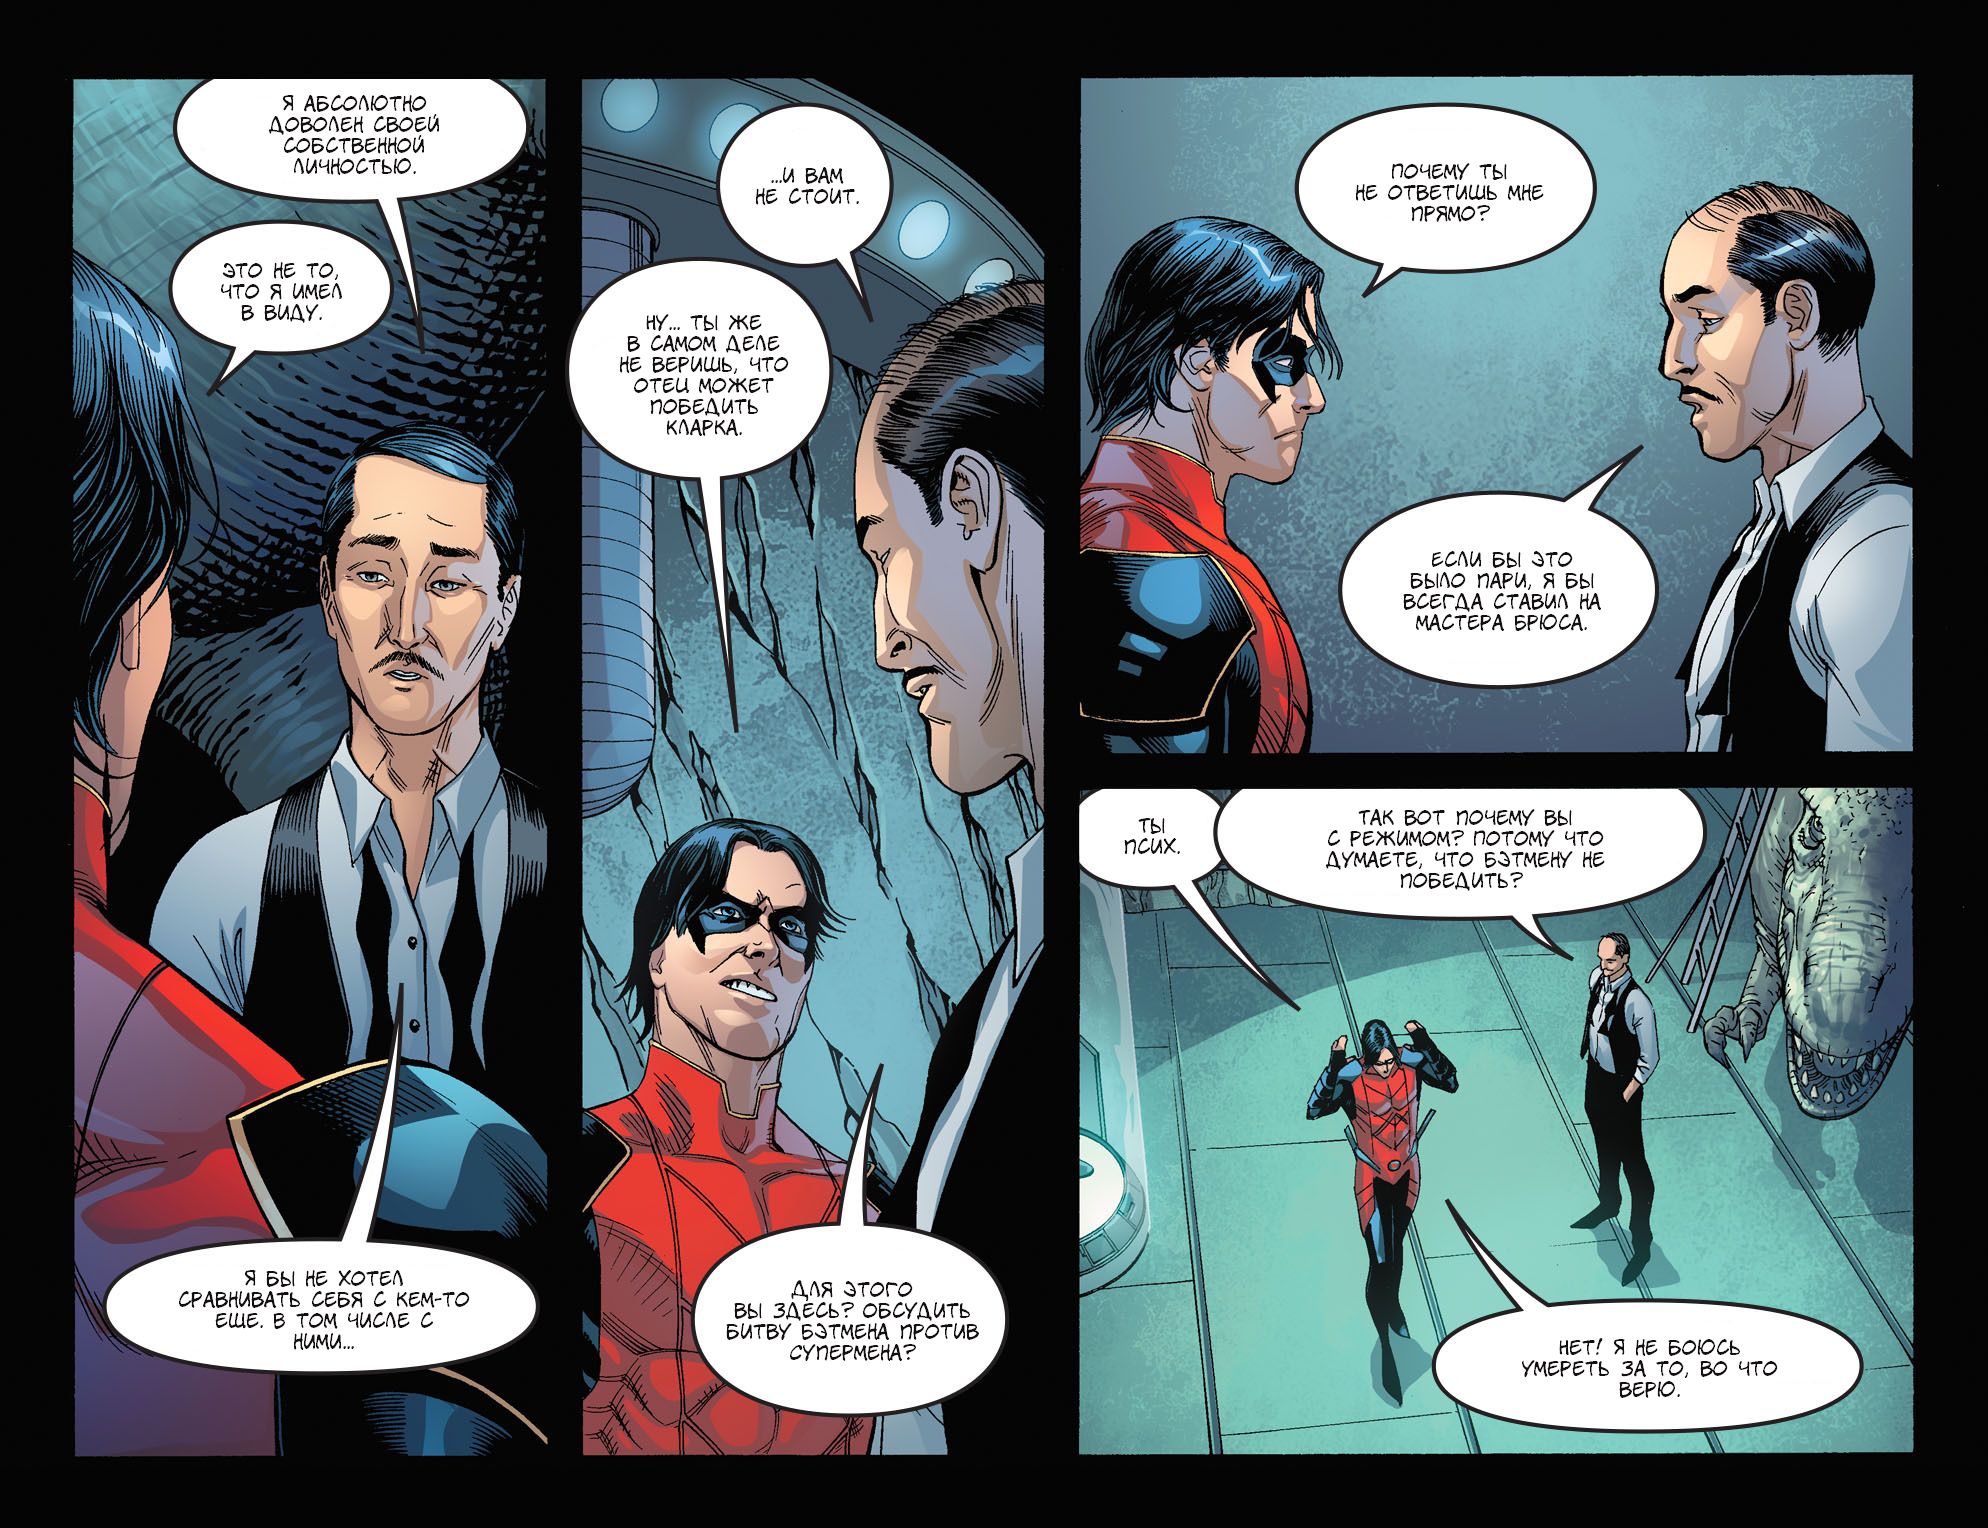 Я АБСОЛЮТНО
ДОВОЛЕН СВОЕЙ
СОБСТВЕННОЙ
ЛИЧНОСТЬЮ.
ЭТО НЕ ТО,
ЧТО Я ИМЕЛ
В ВИДУ.
Я БЫ НЕ ХОТЕЛ
СРАВНИВАТЬ СЕБЯ С КЕМ-ТО
ЕЩЕ. В ТОМ ЧИСЛЕ С
НИМИ...
...И ВАМ
НЕ СТОИТ.
НУ... ТЫ ЖЕ
В САМОМ ДЕЛЕ
НЕ ВЕРИШЬ, ЧТО
ОТЕЦ МОЖЕТ
ПОБЕДИТЬ
КЛАРКА.
ДЛЯ ЭТОГО
ВЫ ЗДЕСЬ? ОБСУДИТЬ
БИТВУ БЭТМЕНА ПРОТИВ
СУПЕРМЕНА?
ПОЧЕМУ ТЫ
НЕ ОТВЕТИШЬ МНЕ
ПРЯМО?
ЕСЛИ БЫ ЭТО
БЫЛО ПАРИ, Я БЫ
ВСЕГДА СТАВИЛ НА
МАСТЕРА БРЮСА.
ТЫ
ПСИХ.
ТАК ВОТ ПОЧЕМУ ВЫ
С РЕЖИМОМ? ПОТОМУ ЧТО
ДУМАЕТЕ, ЧТО БЭТМЕНУ НЕ
ПОБЕДИТЬ?
НЕТ! Я НЕ БОЮСЬ
УМЕРЕТЬ ЗА ТО, ВО ЧТО
ВЕРЮ.